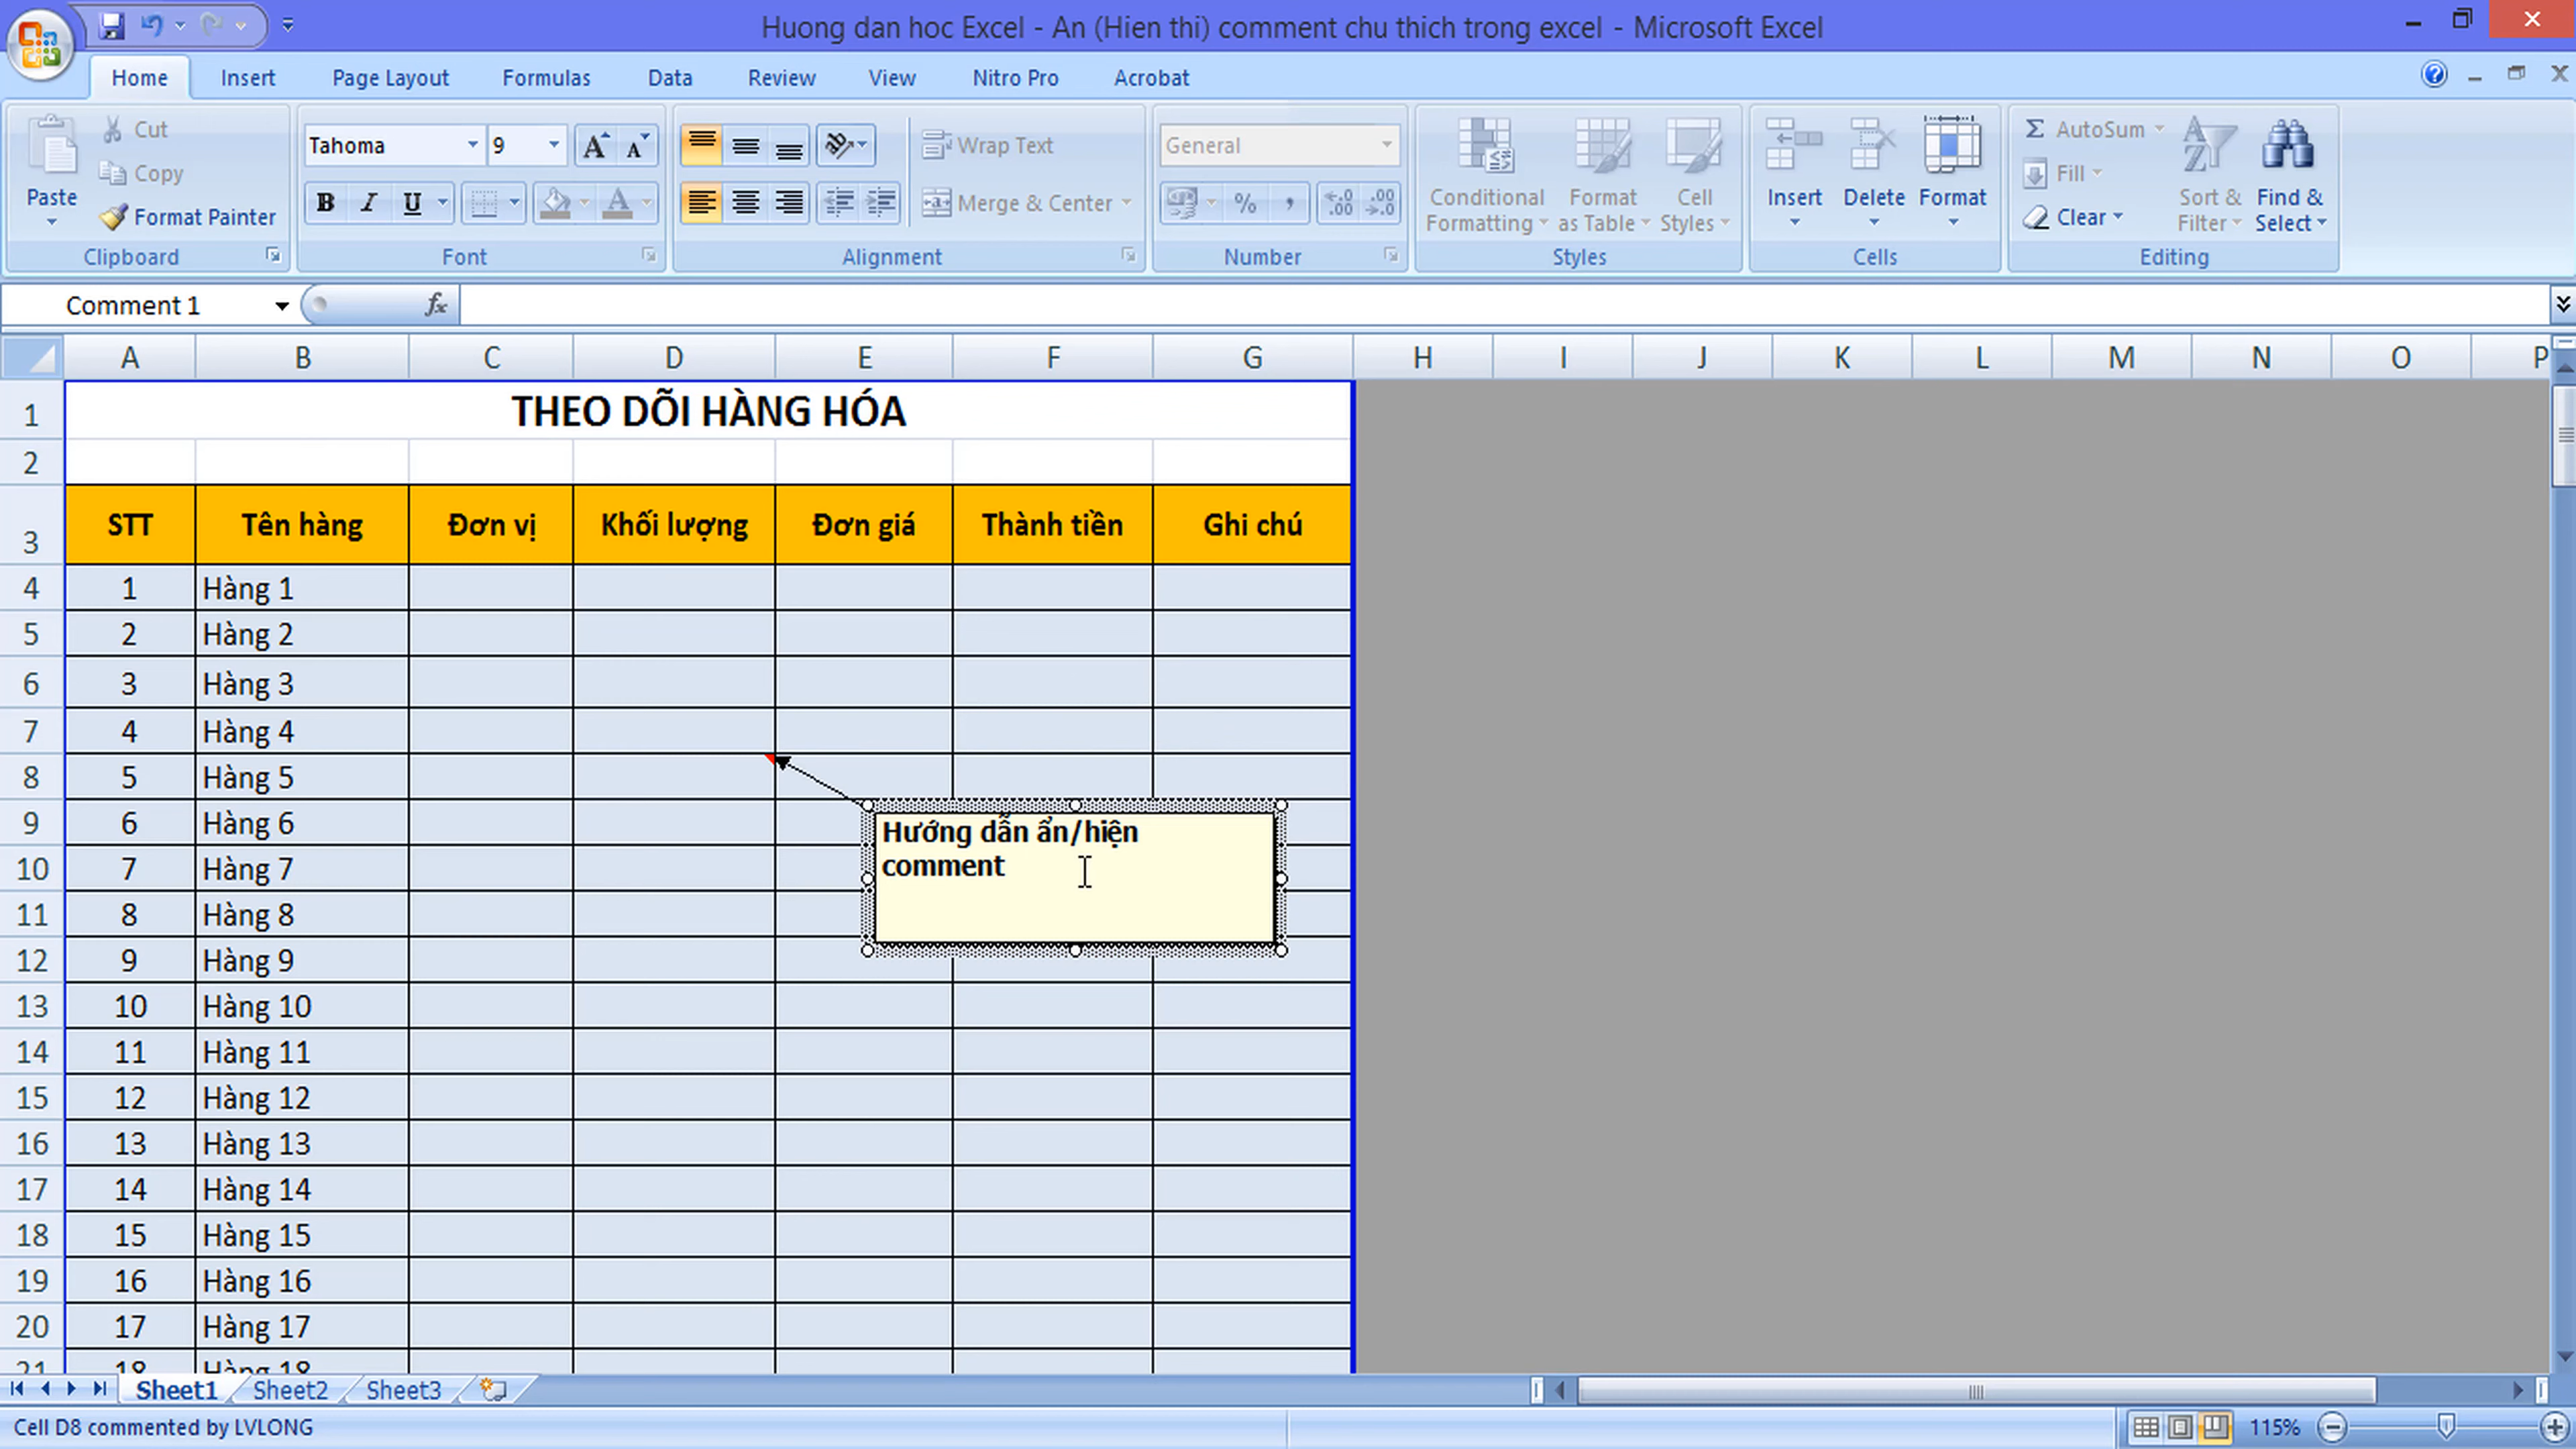 Huong dan hoc Excel - An (Hien thi) comment chu thich trong excel - Microsoft Excel
Home Insert Page Layout Formulas Data Review View Nitro Pro Acrobat
Paste
Cut
Copy
Format Painter
Clipboard
Tahoma 9
B I U
Font
Wrap Text
Merge & Center
Alignment
General
Number
Conditional Formatting
Format as Table
Cell Styles
Styles
Insert
Delete
Format
Cells
AutoSum
Fill
Clear
Sort & Filter
Find & Select
Editing
Comment 1 fx
A B C D E F G H I J K L M N O P
1 THEO DÕI HÀNG HÓA
2
3 STT Tên hàng Đơn vị Khối lượng Đơn giá Thành tiền Ghi chú
4 1 Hàng 1
5 2 Hàng 2
6 3 Hàng 3
7 4 Hàng 4
8 5 Hàng 5
9 6 Hàng 6
Hướng dẫn ẩn/hiện
comment
10 7 Hàng 7
11 8 Hàng 8
12 9 Hàng 9
13 10 Hàng 10
14 11 Hàng 11
15 12 Hàng 12
16 13 Hàng 13
17 14 Hàng 14
18 15 Hàng 15
19 16 Hàng 16
20 17 Hàng 17
21 18 Hàng 18
Sheet1 Sheet2 Sheet3
Cell D8 commented by LVLONG 115%